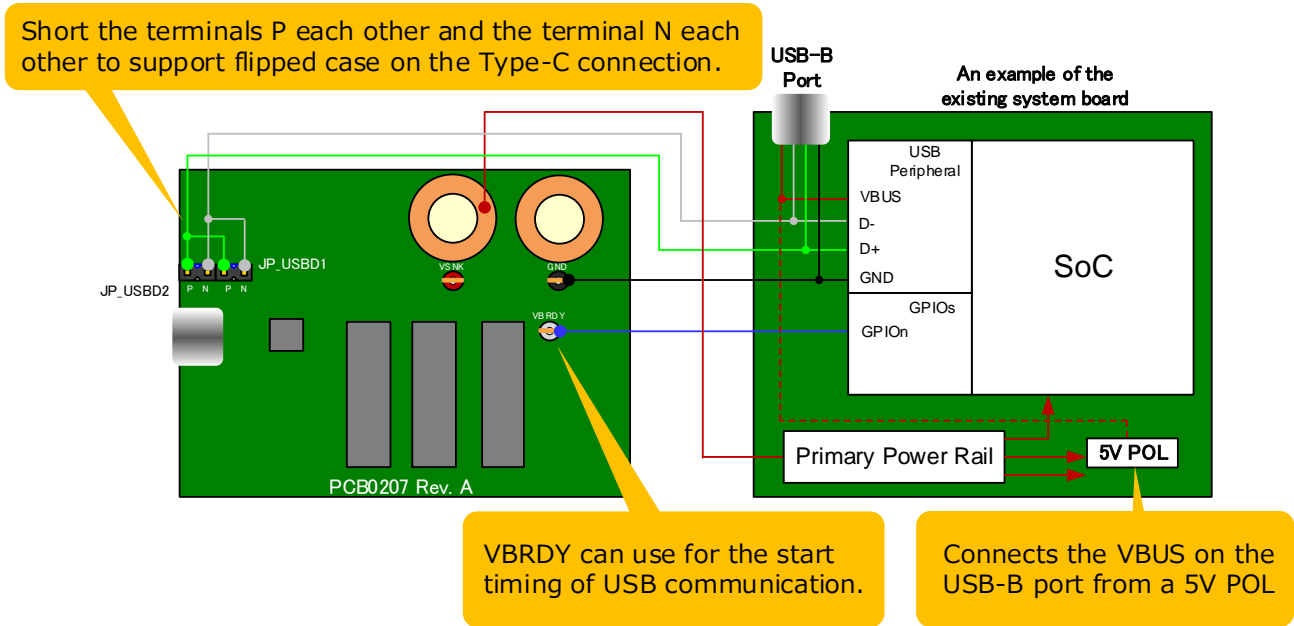 Short the terminals P each other and the terminal N each
other to support flipped case on the Type-C connection.
USB-B
Port
An example of the
existing system board
USB
Peripheral
VBUS
D-
D+
GND
SoC
GPIOs
GPIOn
JP_USBD1
JP_USBD2
P N P N
VSNK
GND
VBRDY
Primary Power Rail
5V POL
PCB0207 Rev. A
VBRDY can use for the start
timing of USB communication.
Connects the VBUS on the
USB-B port from a 5V POL